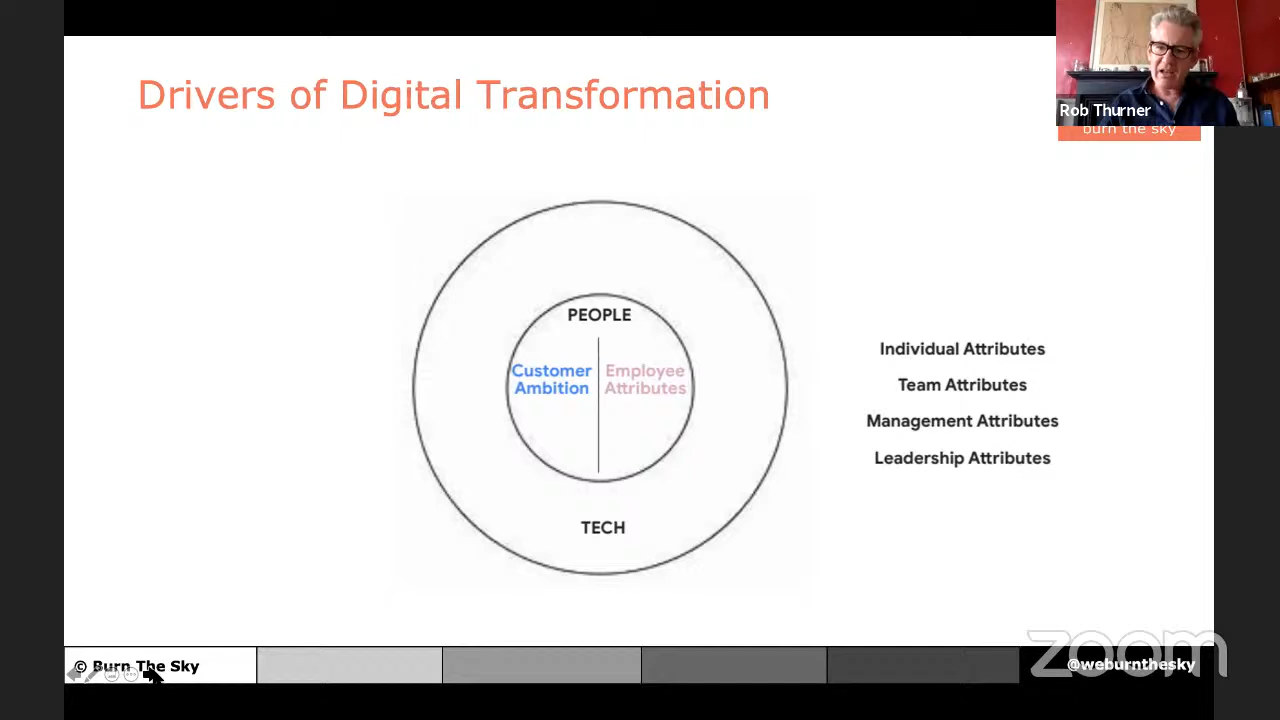 Drivers of Digital Transformation
Rob Thurner
burn the sky
PEOPLE
Customer
Ambition
Employee
Attributes
TECH
Individual Attributes
Team Attributes
Management Attributes
Leadership Attributes
© Burn The Sky
zoom
@weburnthesky